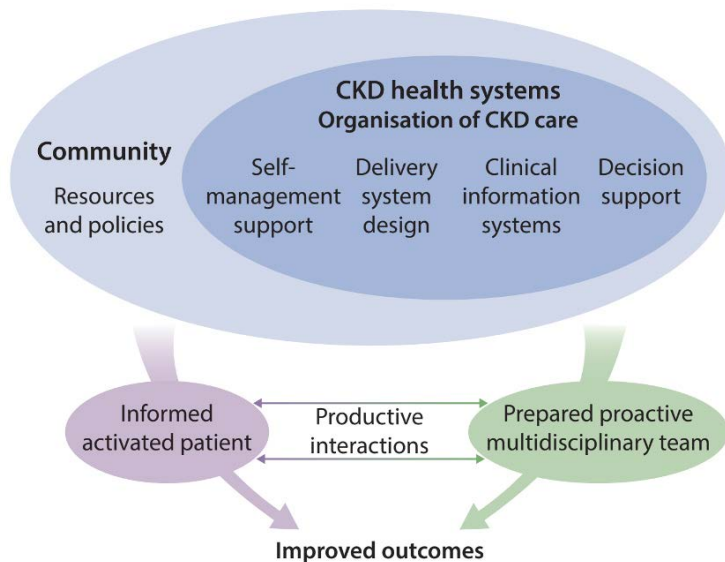 CKD health systems
Organisation of CKD care
Community
Resources
and policies
Self-
management
support
Delivery
system
design
Clinical
information
systems
Decision
support
Informed
activated patient
Productive
interactions
Prepared proactive
multidisciplinary team
Improved outcomes